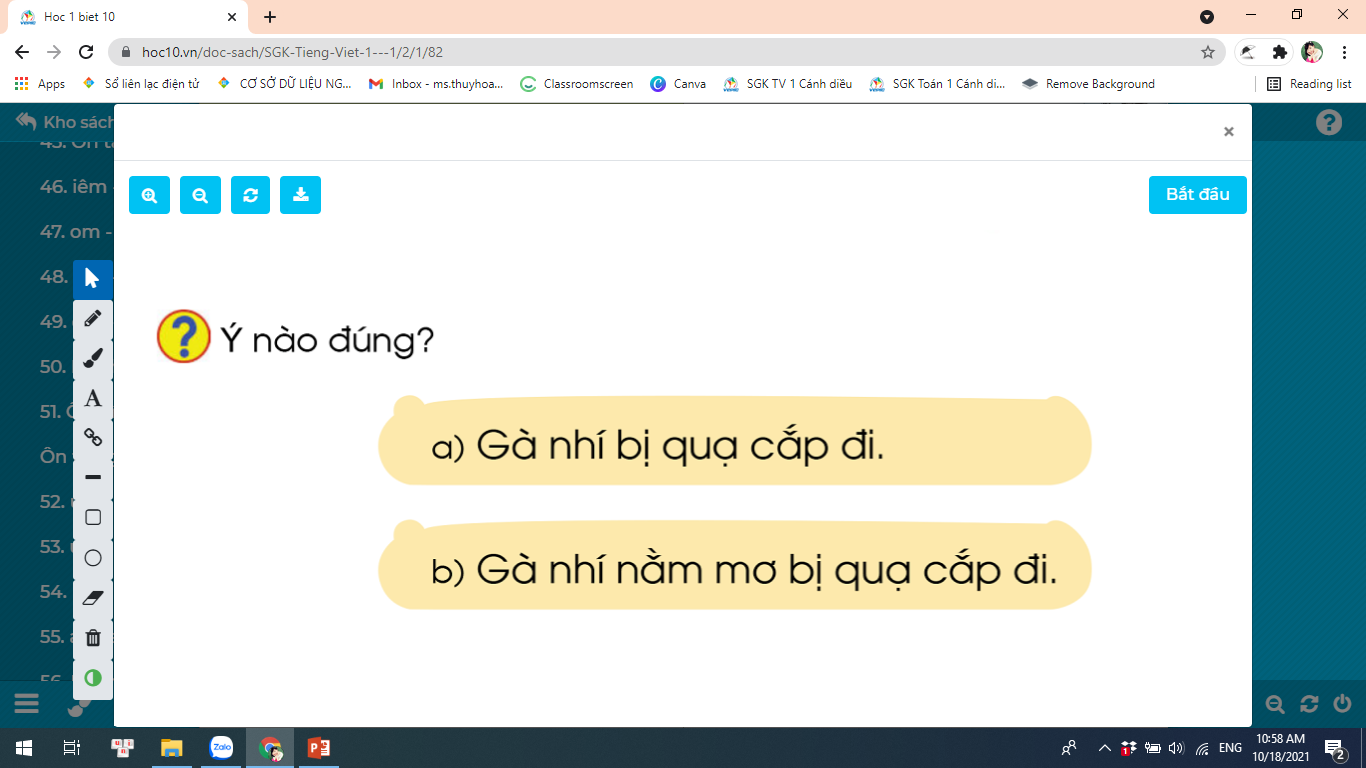 Hoc 1 biet 10
hoc10.vn/doc-sach/SGK-Tieng-Viet-1---1/2/1/82
Apps Sổ liên lạc điện tử CƠ SỞ DỮ LIỆU NG... Inbox - ms.thuyhoa... Classroomscreen Canva SGK TV 1 Cánh diều SGK Toán 1 Cánh di... Remove Background Reading list
Kho sách
46. iêm
47. om -
Bắt đầu
48.
49.
50.
51.
Ôn
52.
53.
54.
55.
56.
A
? Ý nào đúng?
a) Gà nhí bị quạ cắp đi.
b) Gà nhí nằm mơ bị quạ cắp đi.
Zalo
ENG
10:58 AM
10/18/2021
2